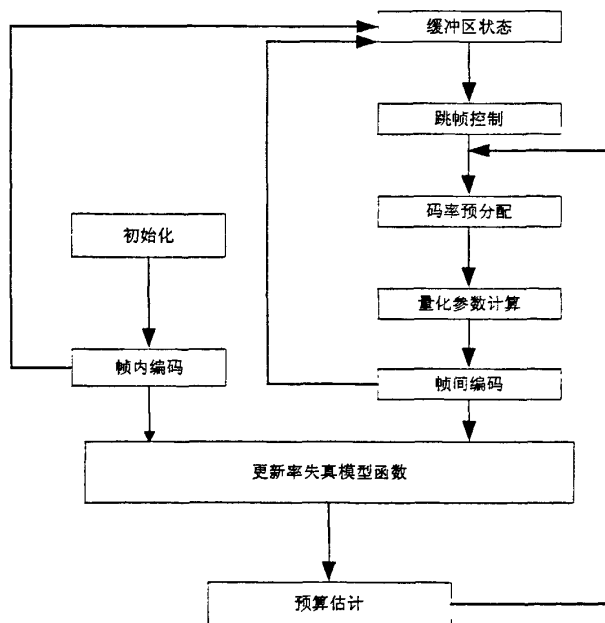 缓冲区状态
跳帧控制
码率预分配
初始化
量化参数计算
帧内编码
帧间编码
更新率失真模型函数
预算估计